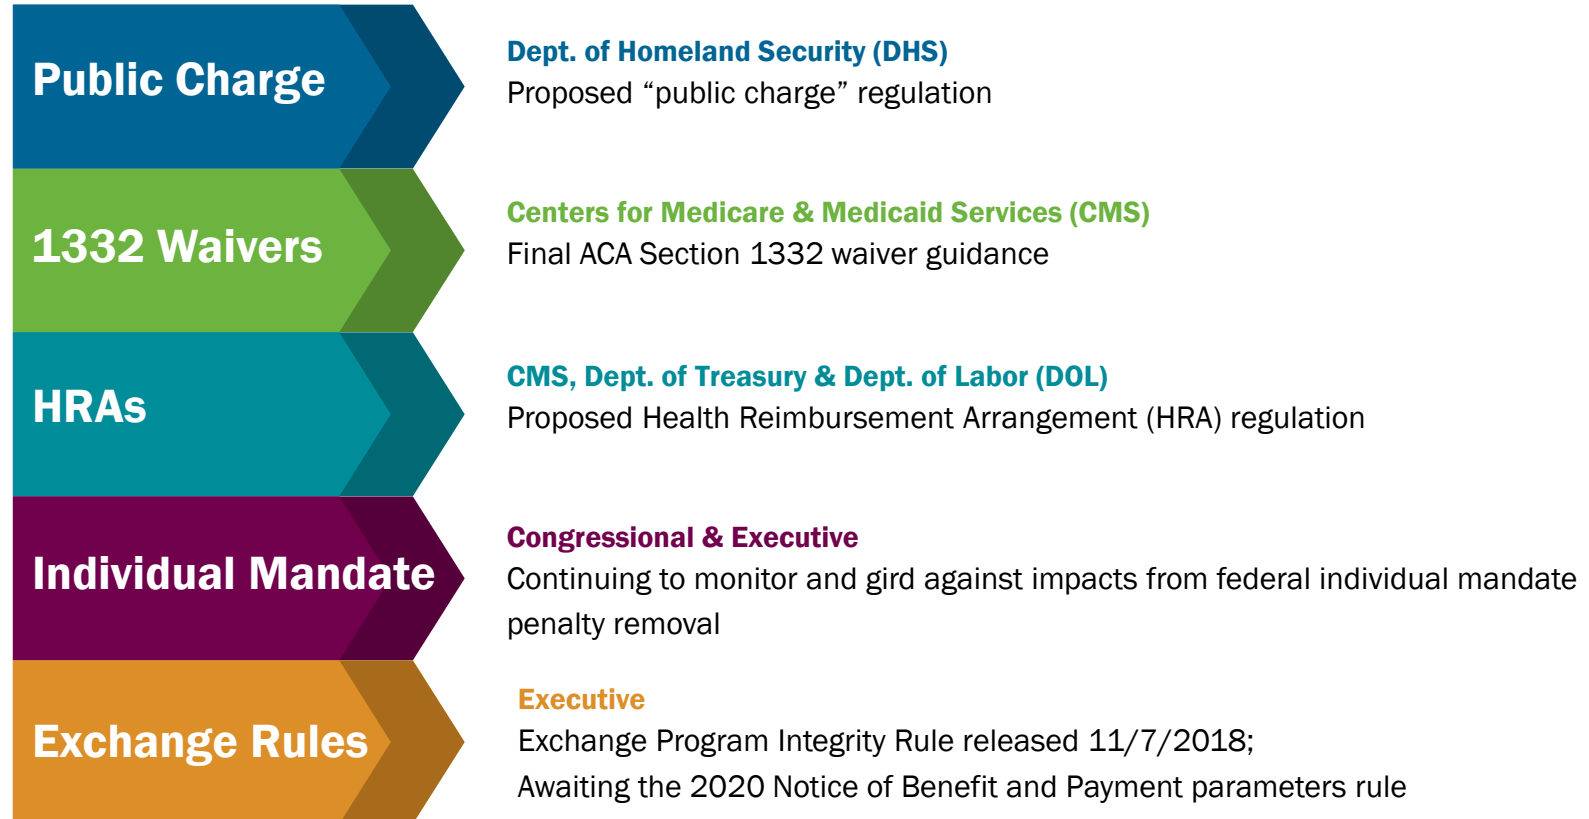 Public Charge
Dept. of Homeland Security (DHS)
Proposed “public charge” regulation
1332 Waivers
Centers for Medicare & Medicaid Services (CMS)
Final ACA Section 1332 waiver guidance
HRAs
CMS, Dept. of Treasury & Dept. of Labor (DOL)
Proposed Health Reimbursement Arrangement (HRA) regulation
Individual Mandate
Congressional & Executive
Continuing to monitor and gird against impacts from federal individual mandate
penalty removal
Exchange Rules
Executive
Exchange Program Integrity Rule released 11/7/2018;
Awaiting the 2020 Notice of Benefit and Payment parameters rule